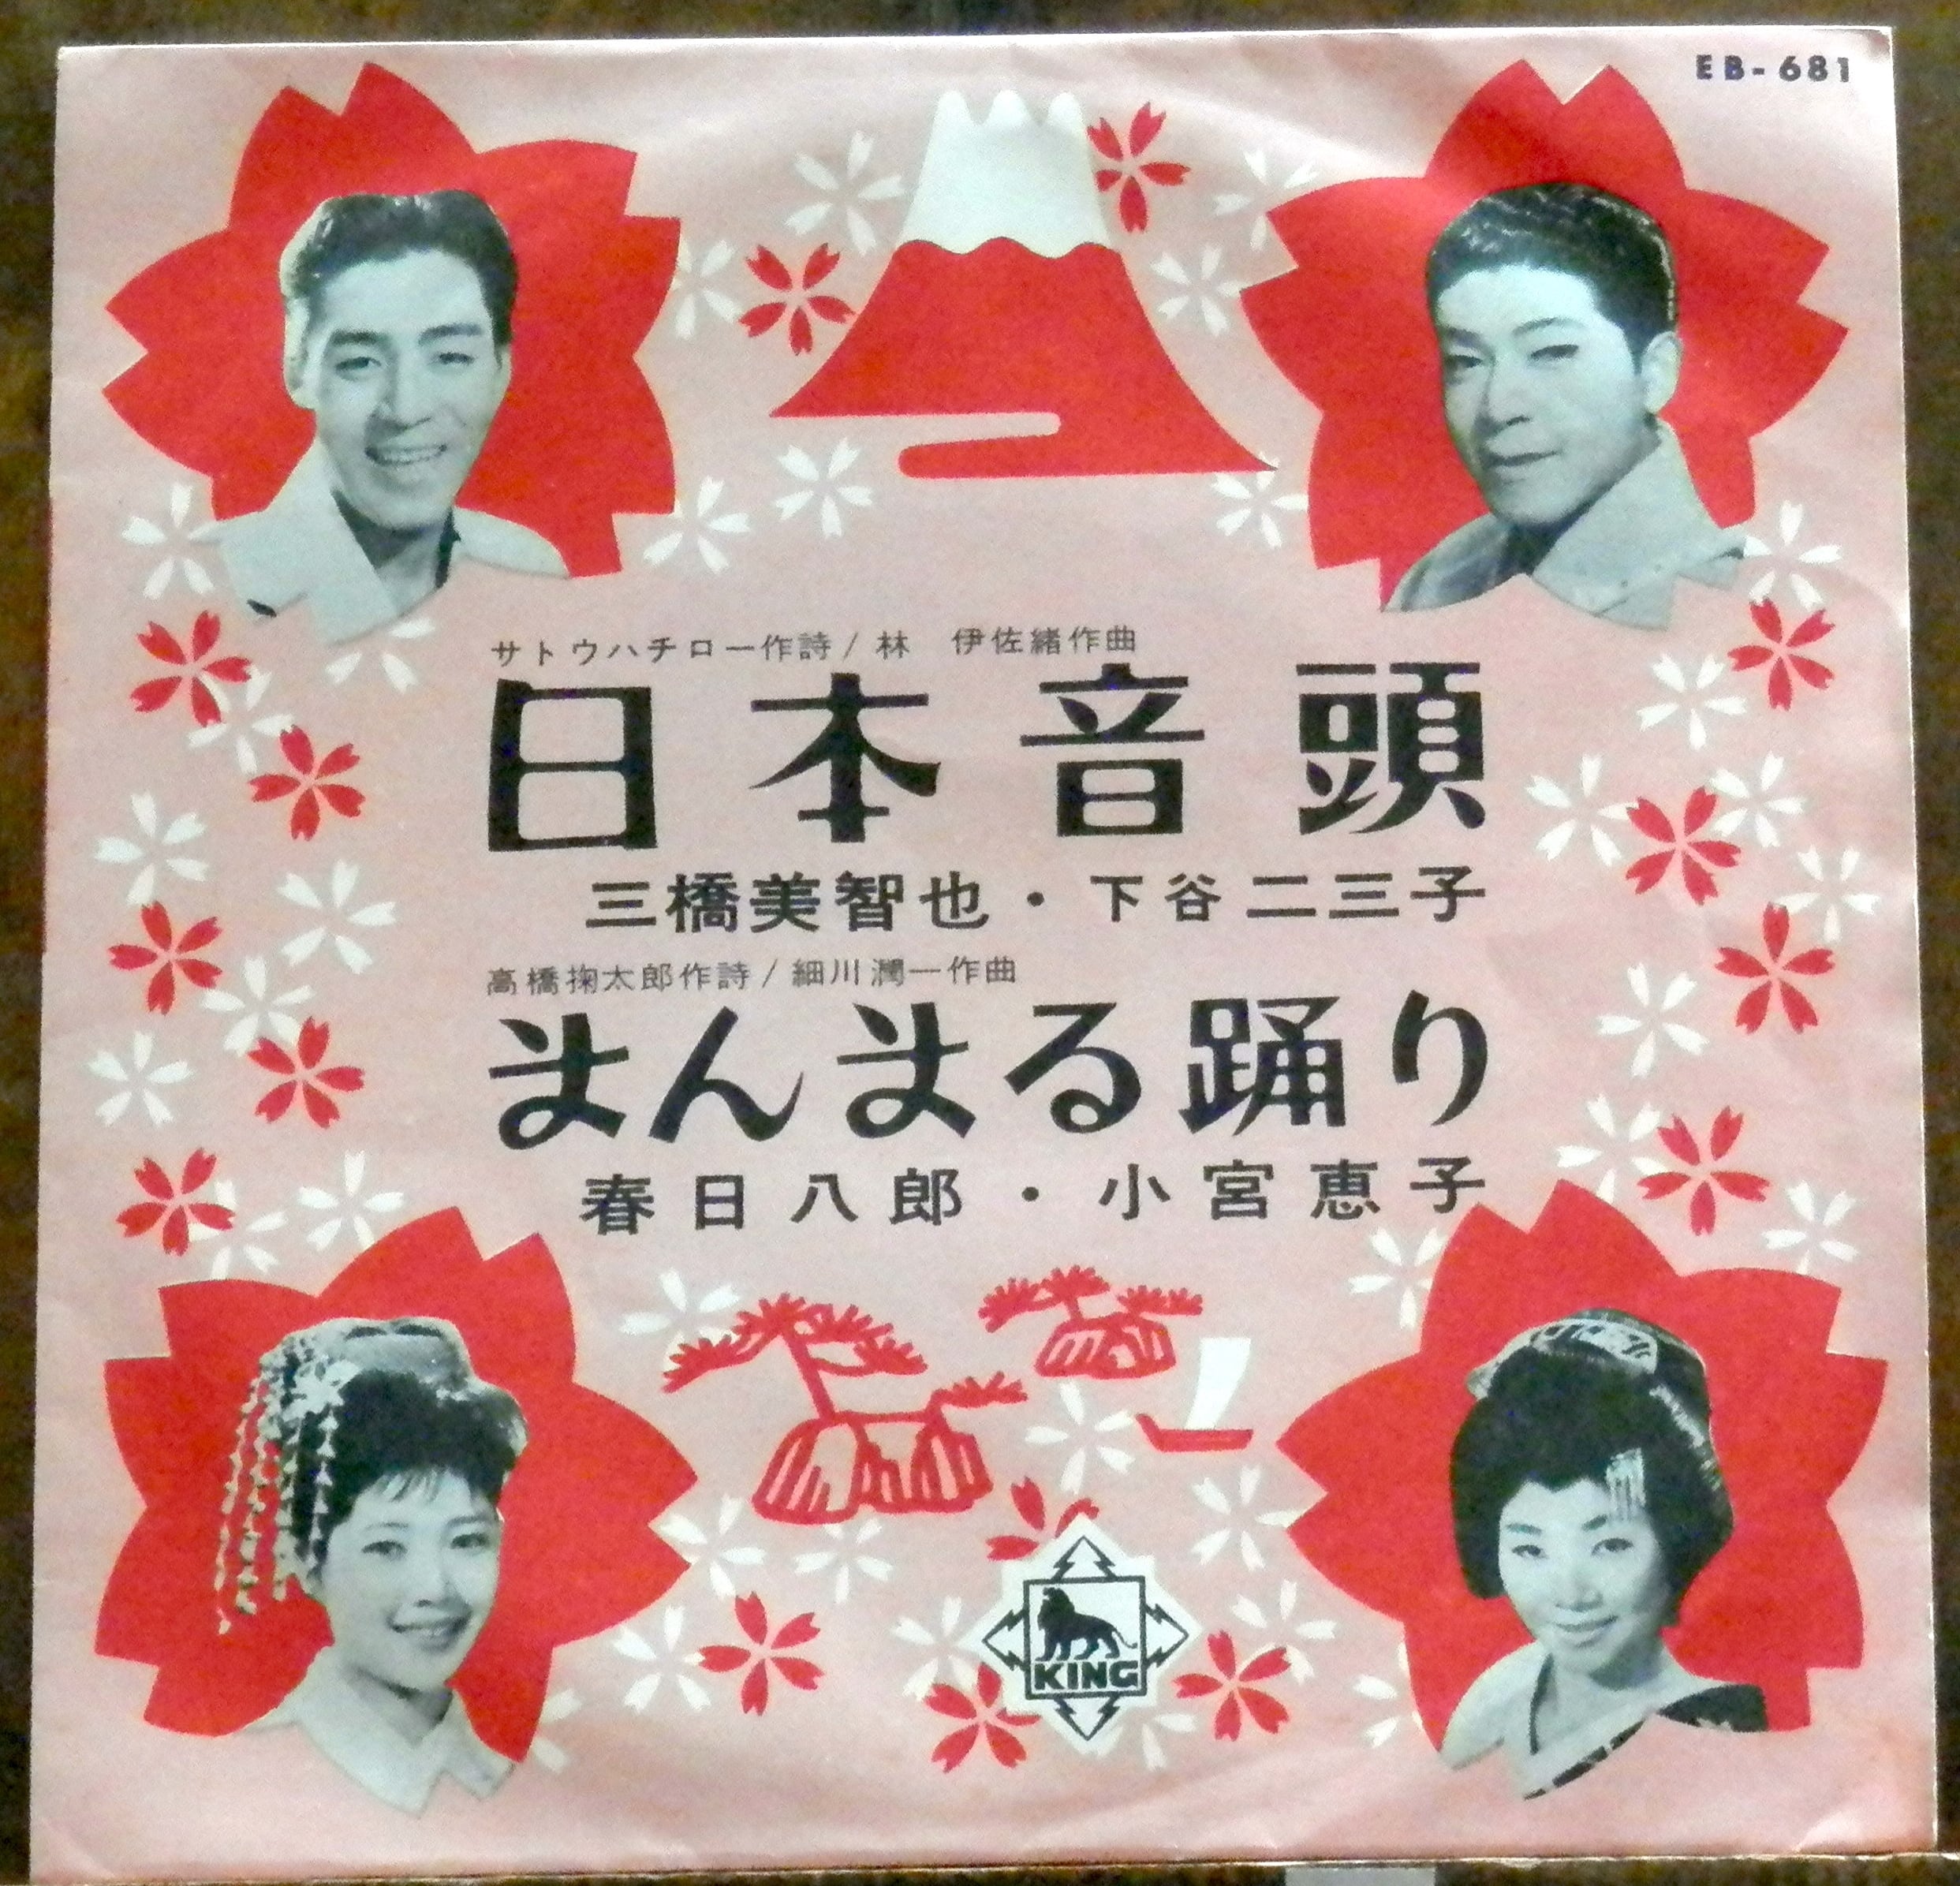 EB-681
サトウハチロー作詩/林 伊佐緒作曲
日本音頭
三橋美智也・下谷二三子
高橋掬太郎作詩/細川潤一作曲
まんまる踊り
春日八郎・小宮恵子
KING